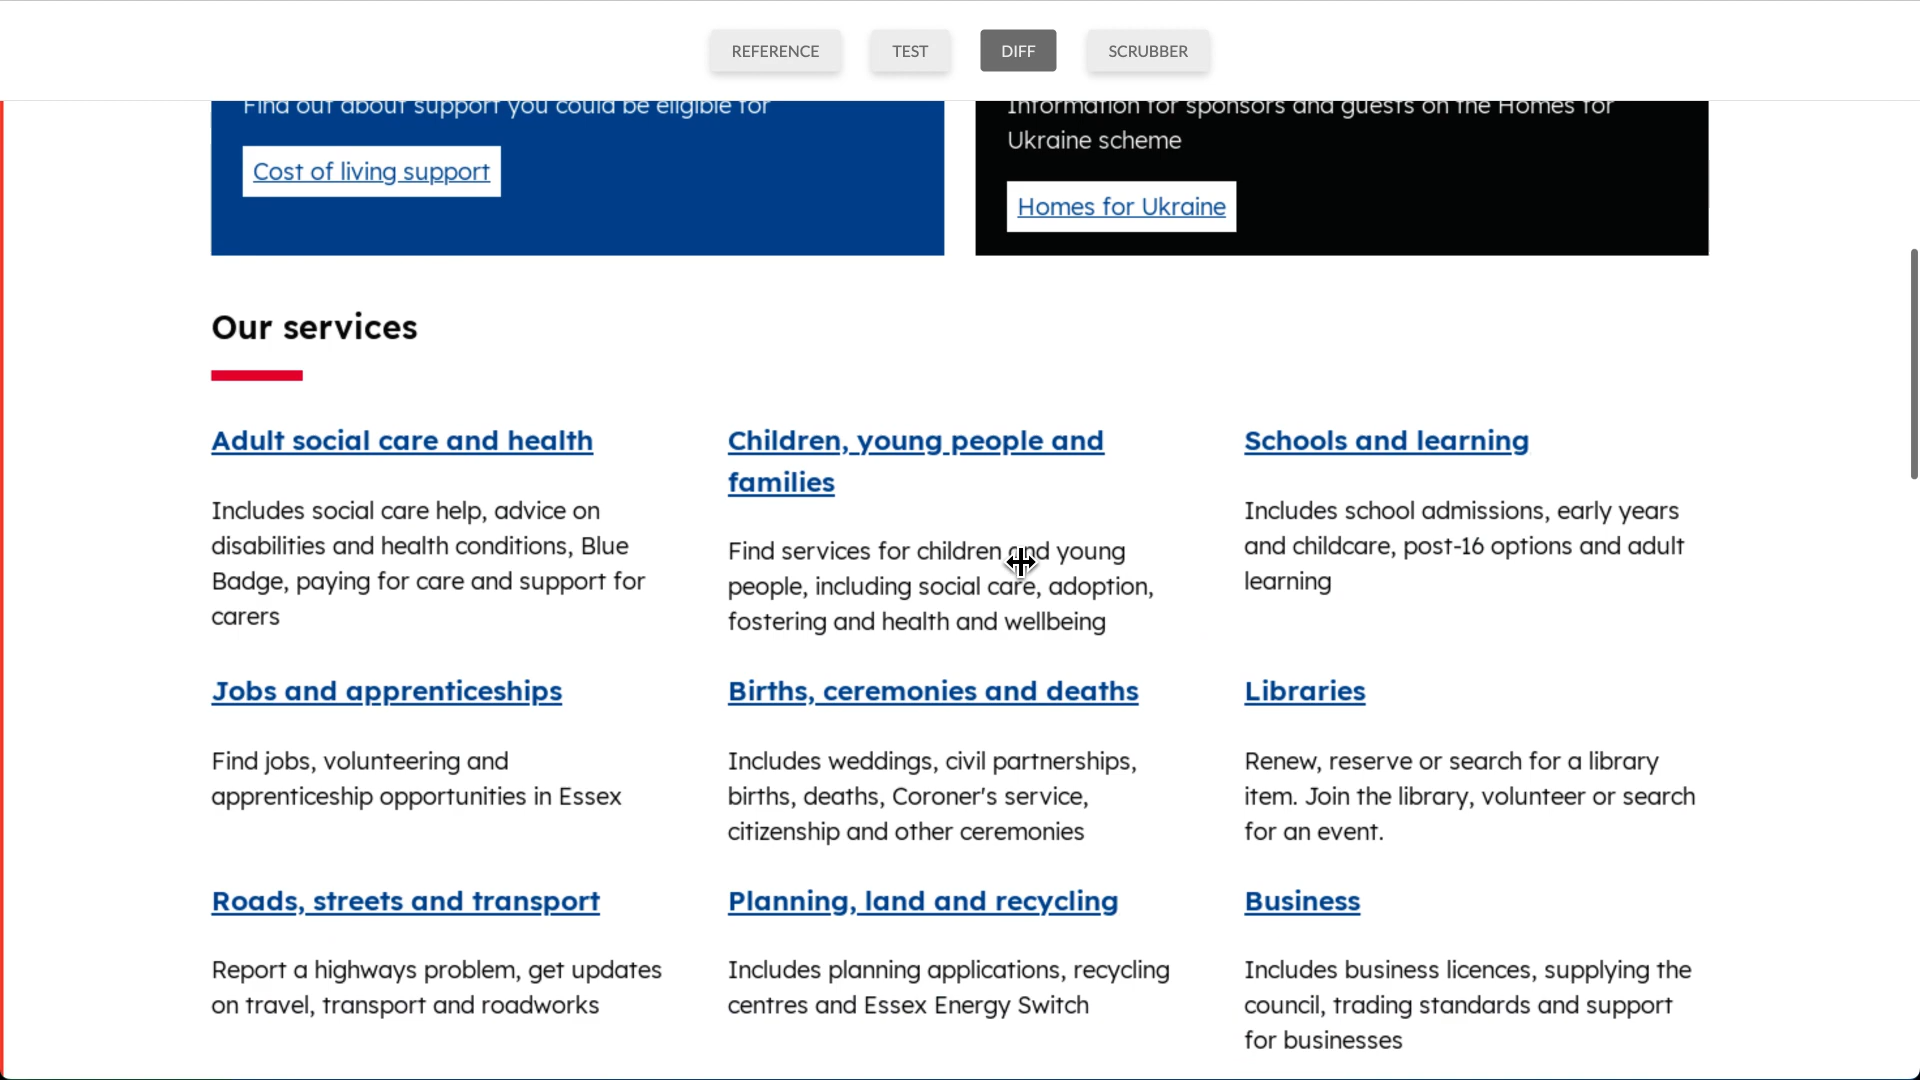 REFERENCE TEST DIFF SCRUBBER
Find out about support you could be eligible for
Cost of living support
Information for sponsors and guests on the Homes for
Ukraine scheme
Homes for Ukraine
Our services
Adult social care and health
Includes social care help, advice on
disabilities and health conditions, Blue
Badge, paying for care and support for
carers
Children, young people and
families
Find services for children and young
people, including social care, adoption,
fostering and health and wellbeing
Schools and learning
Includes school admissions, early years
and childcare, post-16 options and adult
learning
Jobs and apprenticeships
Find jobs, volunteering and
apprenticeship opportunities in Essex
Births, ceremonies and deaths
Includes weddings, civil partnerships,
births, deaths, Coroner's service,
citizenship and other ceremonies
Libraries
Renew, reserve or search for a library
item. Join the library, volunteer or search
for an event.
Roads, streets and transport
Report a highways problem, get updates
on travel, transport and roadworks
Planning, land and recycling
Includes planning applications, recycling
centres and Essex Energy Switch
Business
Includes business licences, supplying the
council, trading standards and support
for businesses